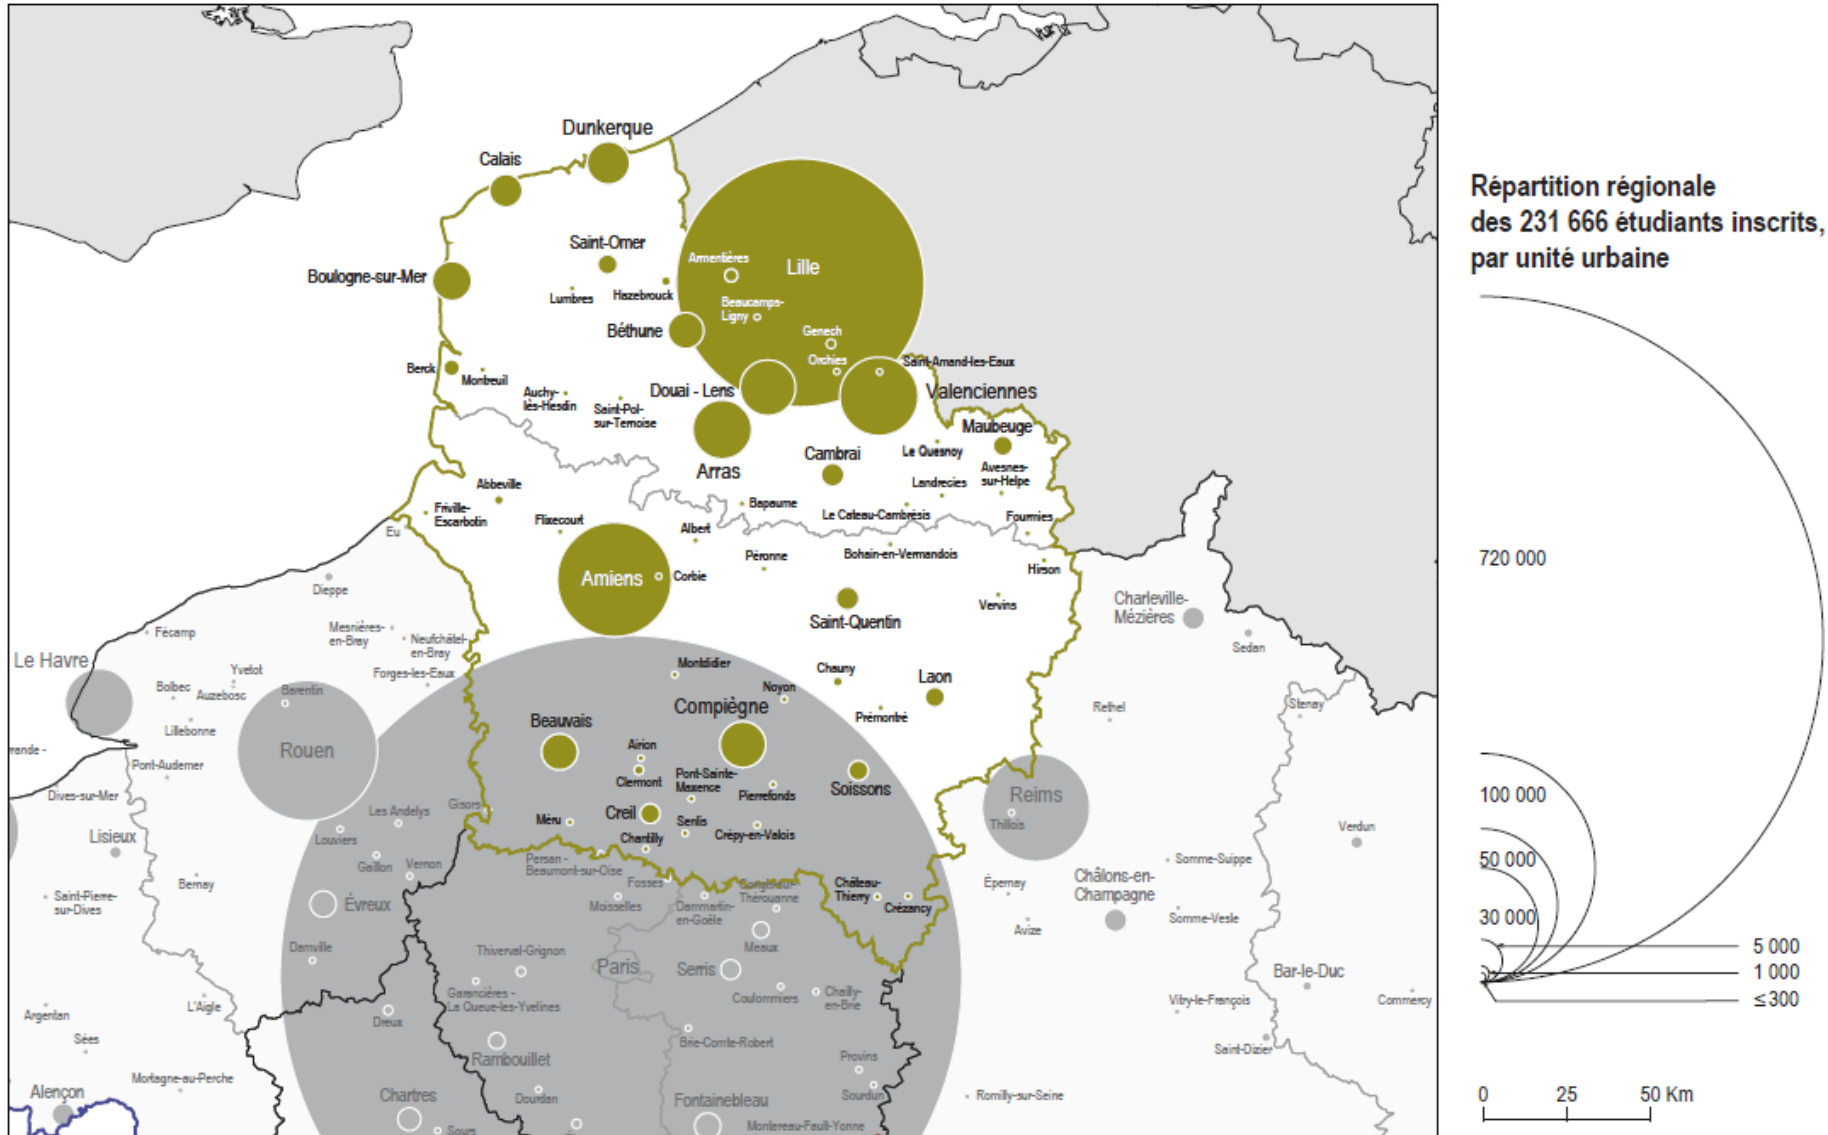 Dunkerque
Calais
Saint-Omer
Boulogne-sur-Mer
Lumbres
Hazebrouck
Armentières
Lille
Beaucamps-
Ligny
Béthune
Genech
Orchies
Saint-Amand-les-Eaux
Berck
Montreuil
Auchy-
lès-Hesdin
Saint-Pol-
sur-Ternoise
Douai - Lens
Valenciennes
Maubeuge
Arras
Cambrai
Le Quesnoy
Avesnes-
sur-Helpe
Landrecies
Abbeville
Friville-
Escarbotin
Flixecourt
Bapaume
Le Cateau-Cambrésis
Fourmies
Eu
Albert
Péronne
Bohain-en-Vermandois
Hirson
Amiens
Corbie
Dieppe
Vervins
Saint-Quentin
Charleville-
Mézières
Sedan
Fécamp
Mesnières-
en-Bray
Neufchâtel-
en-Bray
Forges-les-Eaux
Le Havre
Yvetot
Bolbec
Auzebosc
Barentin
Lillebonne
Rouen
Montdidier
Noyon
Chauny
Laon
Prémontré
Rethel
Stenay
Beauvais
Compiègne
Airion
Clermont
Pont-Sainte-
Maxence
Pierrefonds
Soissons
rande -
Pont-Audemer
Dives-sur-Mer
Les Andelys
Gisors
Méru
Creil
Senlis
Chantilly
Crépy-en-Valois
Reims
Thillois
Verdun
Lisieux
Louviers
Gaillon
Vernon
Bernay
Persan -
Beaumont-sur-Oise
Fosses
Congis-sur-
Thérouanne
Château-
Thierry
Crézancy
Épernay
Châlons-en-
Champagne
Somme-Suippe
Somme-Vesle
Avize
Saint-Pierre-
sur-Dives
Évreux
Moisselles
Dammartin-
en-Goële
Meaux
Damville
Thiverval-Grignon
Paris
Serris
Coulommiers
Chailly-
en-Brie
Garancières -
La Queue-les-Yvelines
Bar-le-Duc
Vitry-le-François
Commercy
L'Aigle
Argentan
Sées
Dreux
Rambouillet
Brie-Comte-Robert
Provins
Sourdun
Saint-Dizier
Mortagne-au-Perche
Alençon
Chartres
Dourdan
Fontainebleau
Montereau-Fault-Yonne
Romilly-sur-Seine
Sours
Répartition régionale
des 231 666 étudiants inscrits,
par unité urbaine
720 000
100 000
50 000
30 000
5 000
1 000
≤300
0 25 50 Km